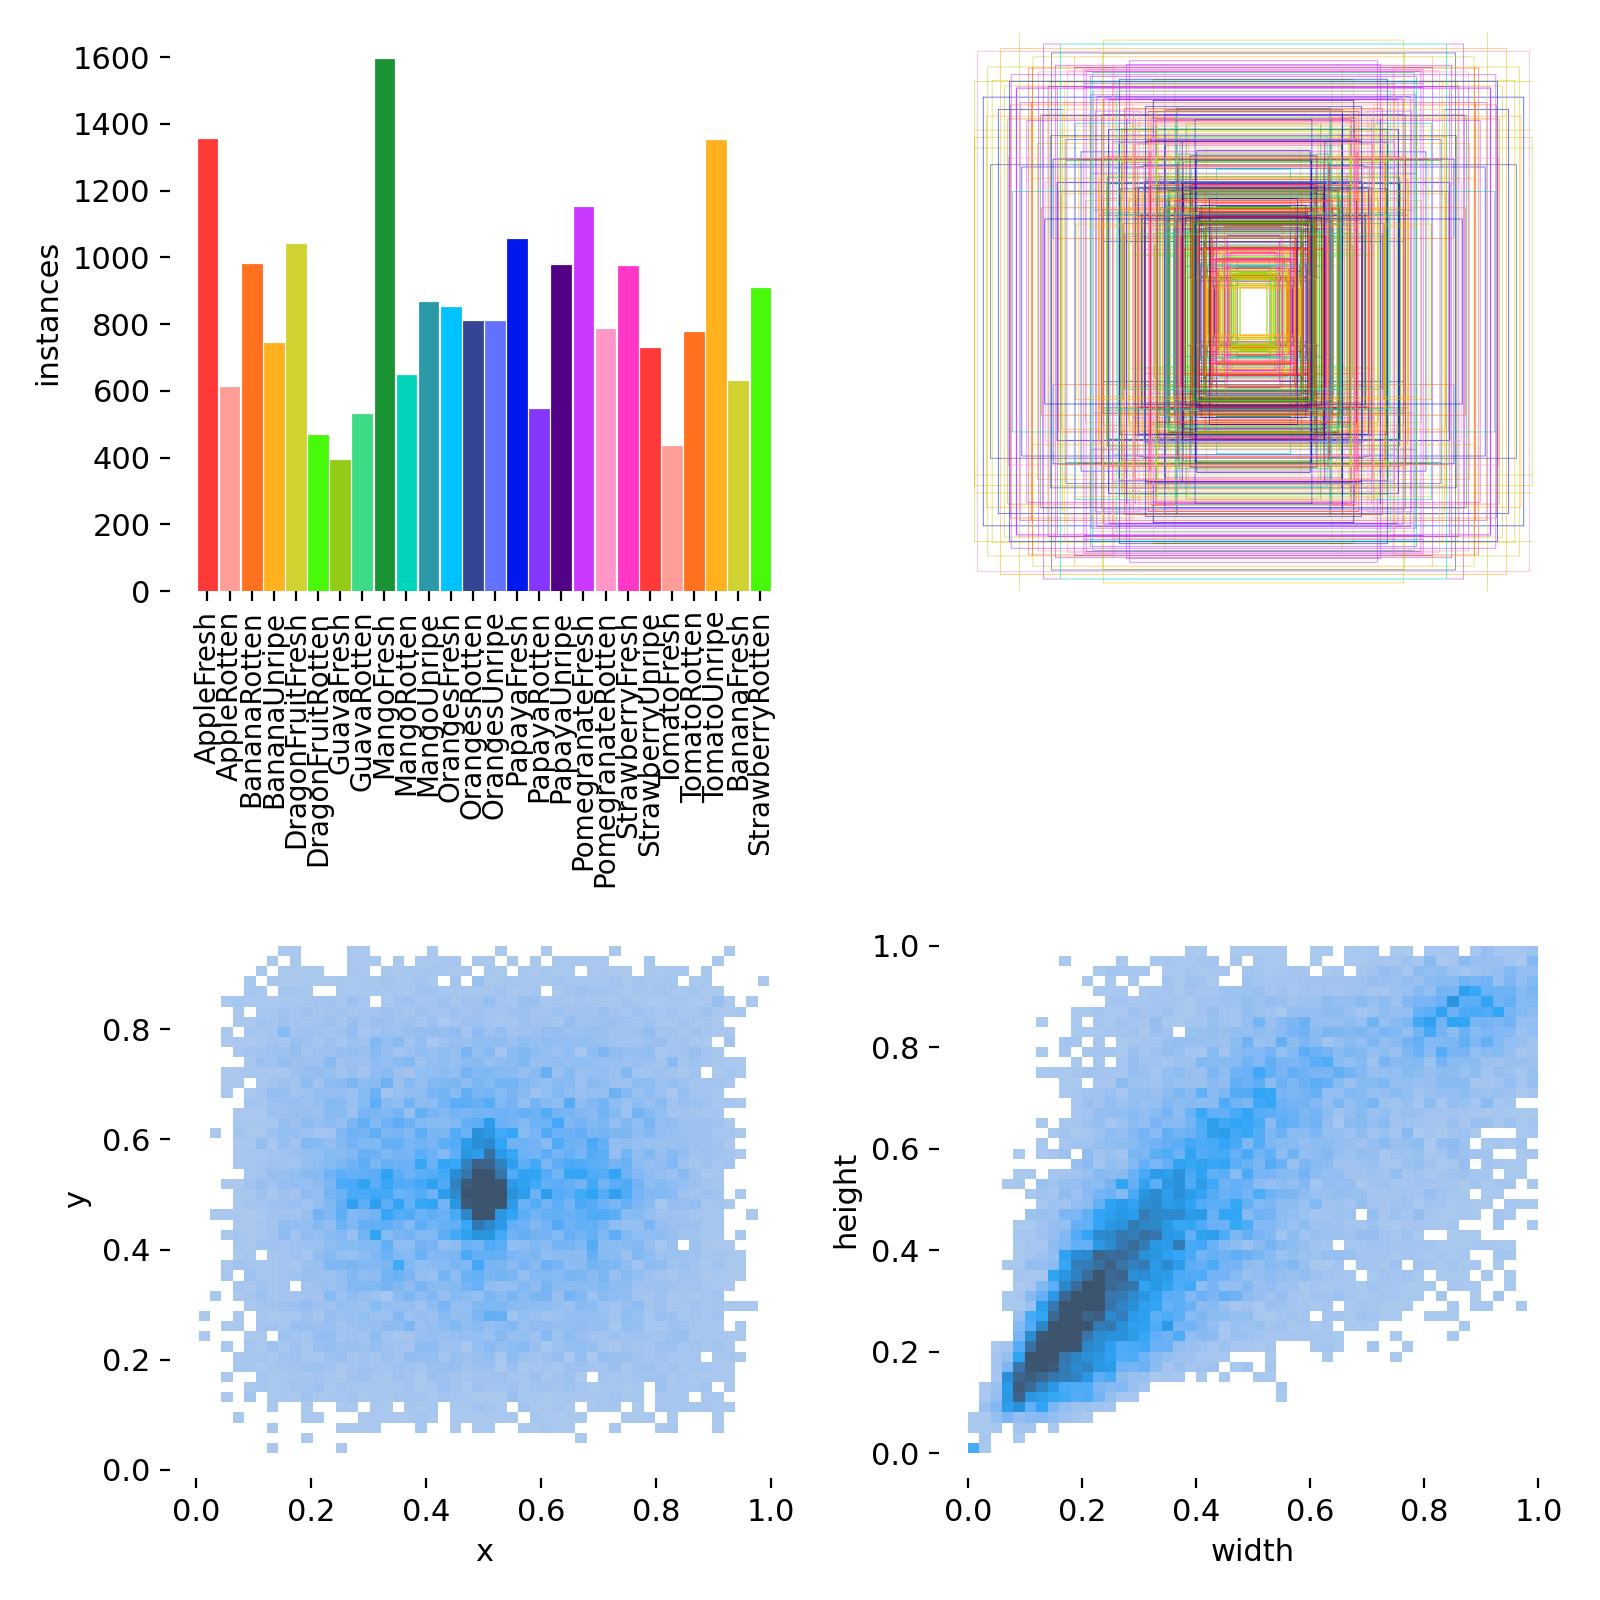 1600
1400
1200
1000
800
600
400
200
0
instances
AppleFresh
AppleRotten
BananaRotten
BananaUnripe
DragonFruitFresh
DragonFruitRotten
GuavaFresh
GuavaRotten
MangoFresh
MangoRotten
MangoUnripe
OrangesFresh
OrangesRotten
OrangesUnripe
PapayaFresh
PapayaRotten
PapayaUnripe
PomegranateFresh
PomegranateRotten
StrawberryFresh
StrawberryUnripe
TomatoFresh
TomatoRotten
TomatoUnripe
BananaFresh
StrawberryRotten
0.8
0.6
0.4
0.2
0.0
y
0.0 0.2 0.4 0.6 0.8 1.0
x
1.0
0.8
0.6
0.4
0.2
0.0
height
0.0 0.2 0.4 0.6 0.8 1.0
width